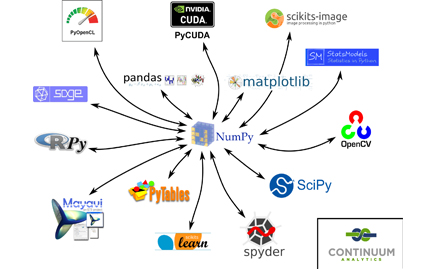 PyOpenCL
NVIDIA
CUDA.
PyCUDA
scikits-image
image processing in python
SM StatsModels
Statistics in Python
pandas
matplotlib
sage
NumPy
OpenCV
RPy
SciPy
PyTables
Mayavi
learn
spyder
CONTINUUM
ANALYTICS